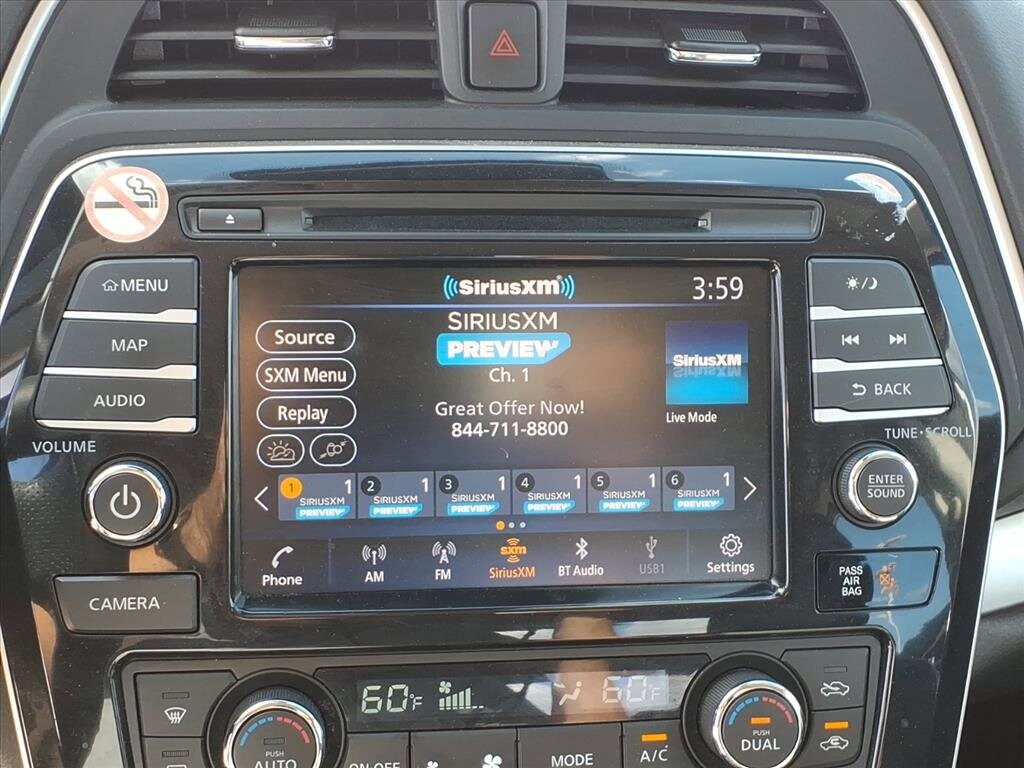 MENU
MAP
AUDIO
VOLUME
CAMERA
SiriusXM
3:59
SIRIUSXM
PREVIEW
Ch. 1
Great Offer Now!
844-711-8800
Source
SXM Menu
Replay
SiriusXM
Live Mode
1 1
SIRIUSXM
PREVIEW
2 1
SIRIUSXM
PREVIEW
3 1
SIRIUSXM
PREVIEW
4 1
SIRIUSXM
PREVIEW
5 1
SIRIUSXM
PREVIEW
6 1
SIRIUSXM
PREVIEW
Phone
AM
FM
sxm
SiriusXM
BT Audio
USB1
Settings
BACK
TUNE·SCROLL
ENTER
SOUND
PASS
AIR
BAG
60°F
60°F
PUSH
AUTO
ON·OFF
MODE
A/C
PUSH
DUAL